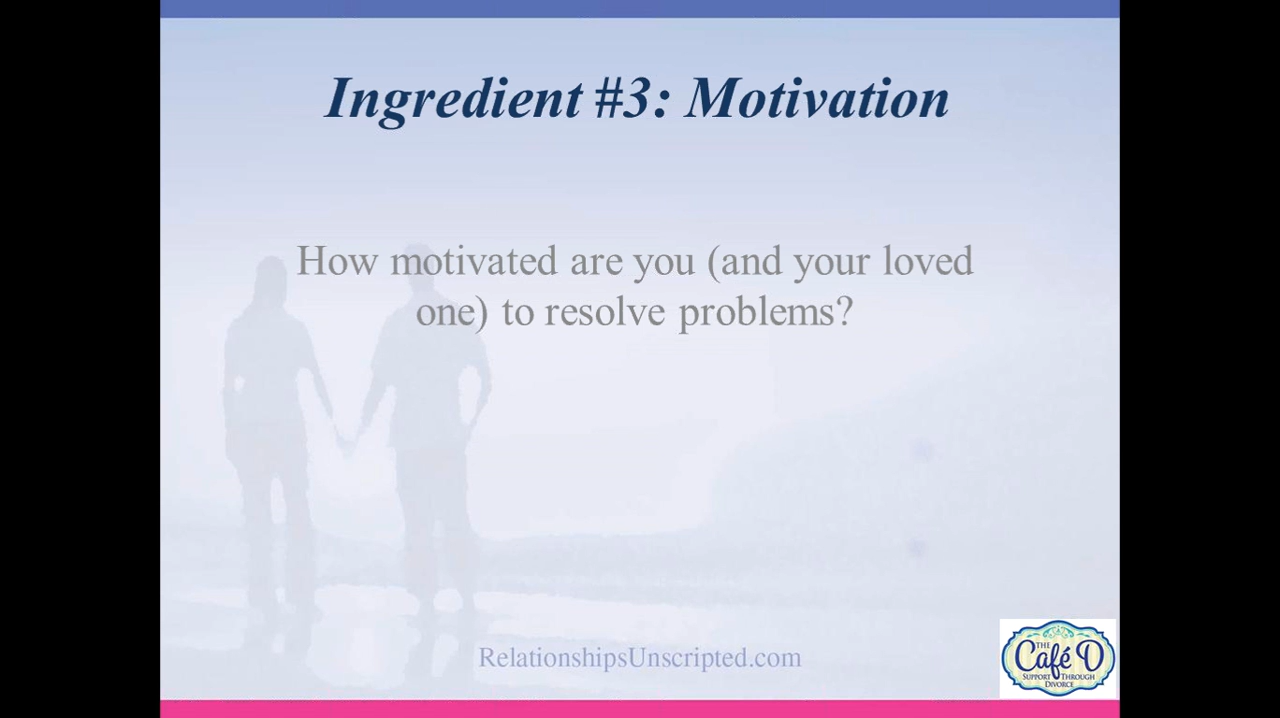 Ingredient #3: Motivation
How motivated are you (and your loved
one) to resolve problems?
RelationshipsUnscripted.com
THE
Café D
SUPPORT THROUGH
DIVORCE